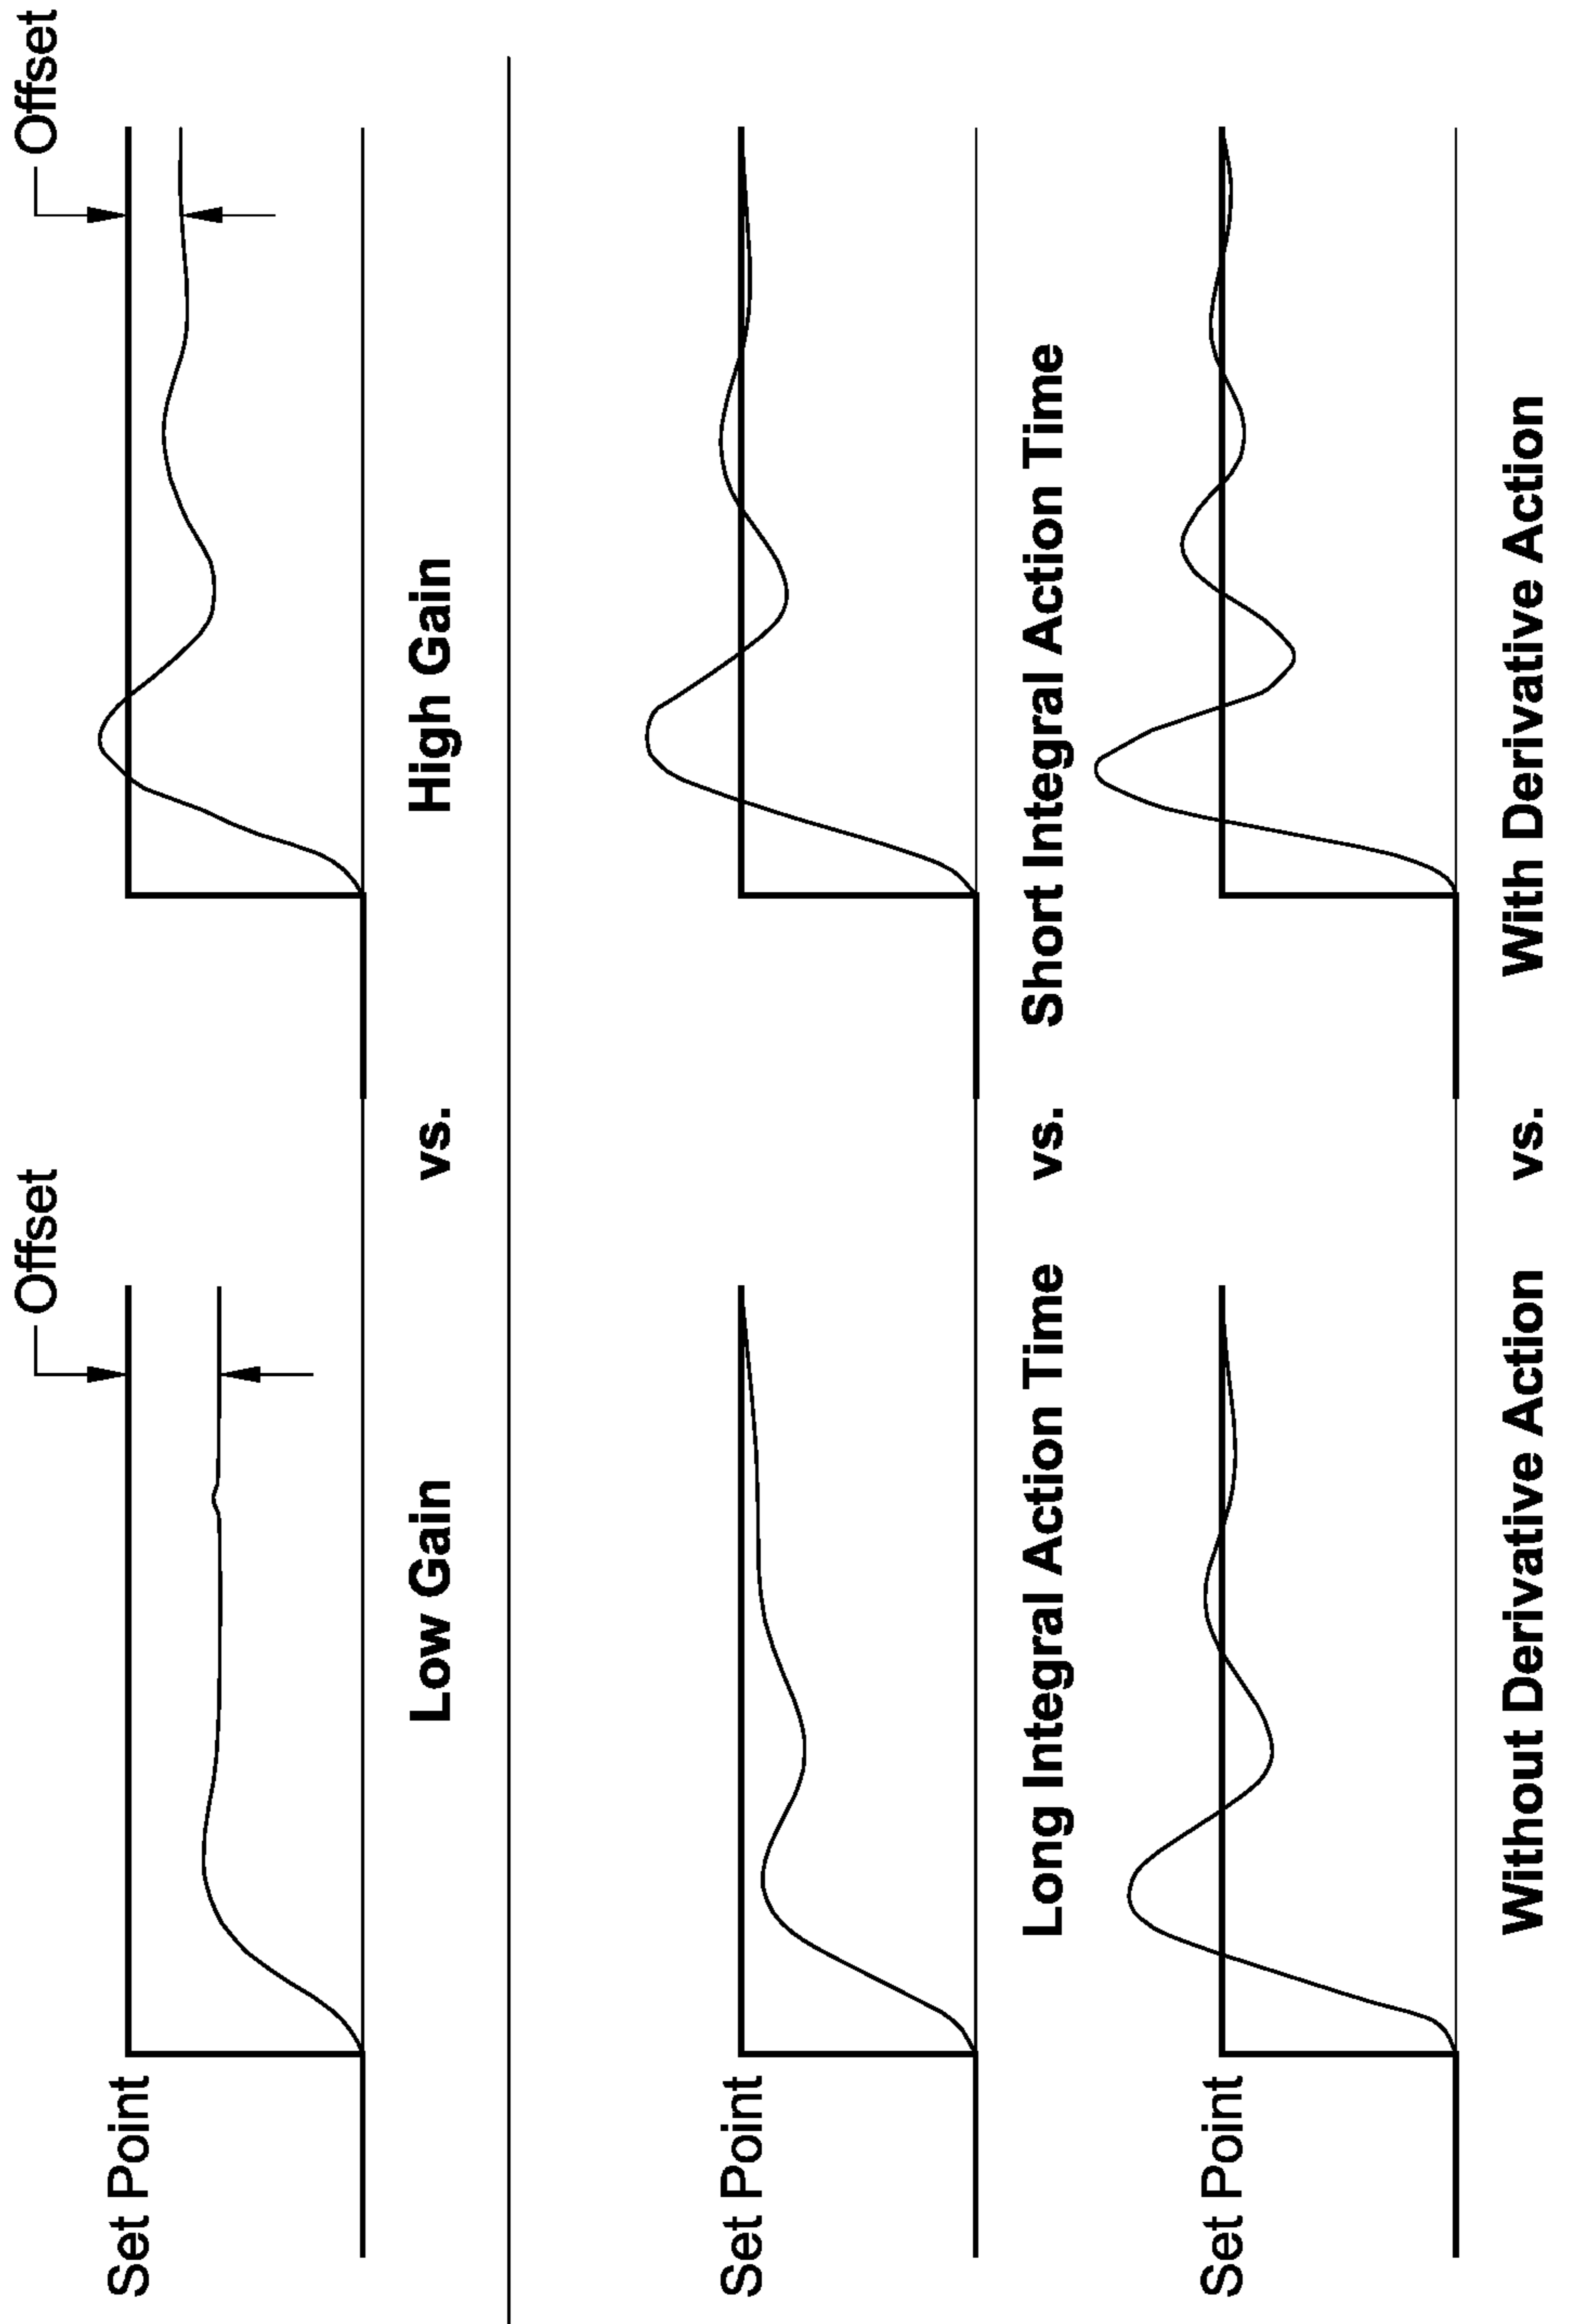 Offset
Offset
Set Point
Low Gain vs. High Gain
Set Point
Long Integral Action Time vs. Short Integral Action Time
Set Point
Without Derivative Action vs. With Derivative Action